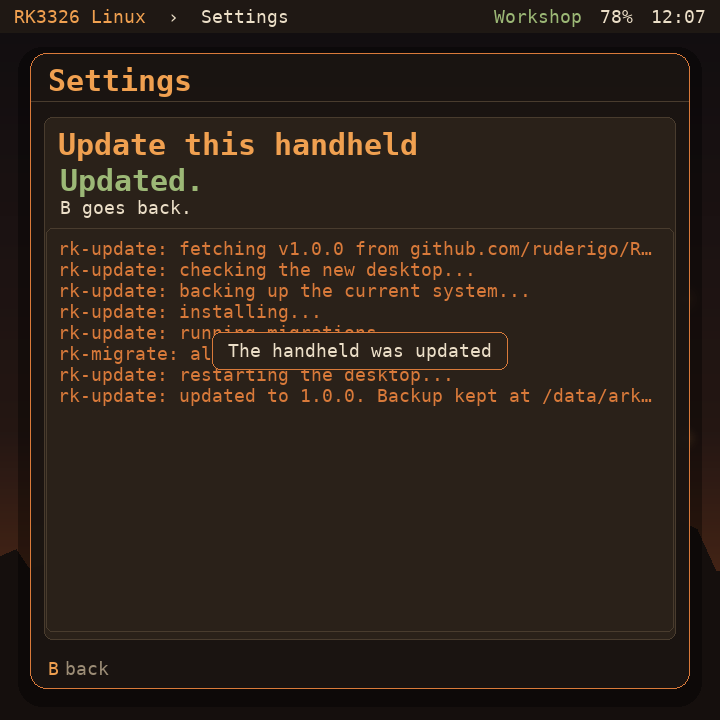 RK3326 Linux › Settings Workshop 78% 12:07
Settings
Update this handheld
Updated.
B goes back.
rk-update: fetching v1.0.0 from github.com/ruderigo/R…
rk-update: checking the new desktop...
rk-update: backing up the current system...
rk-update: installing...
rk-update: running migrations
rk-migrate:
The handheld was updated
rk-update: restarting the desktop...
rk-update: updated to 1.0.0. Backup kept at /data/ark…
B back